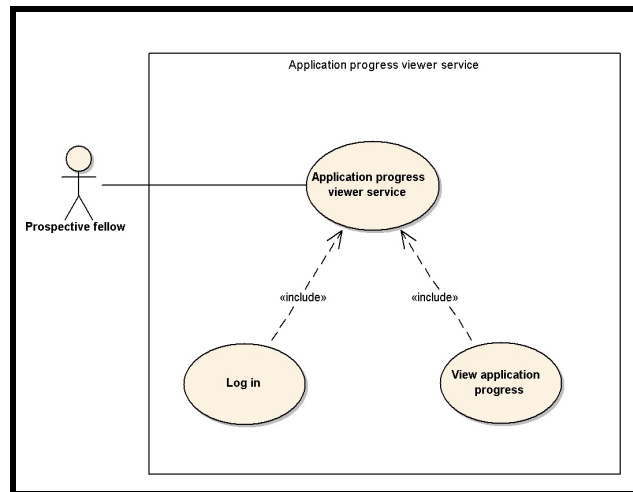 Application progress viewer service
Application progress
viewer service
Prospective fellow
«include»
«include»
Log in
View application
progress